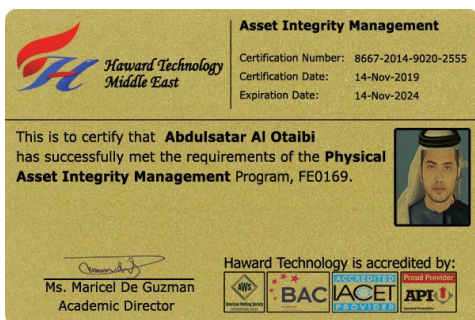 Haward Technology
Middle East
Asset Integrity Management
Certification Number: 8667-2014-9020-2555
Certification Date: 14-Nov-2019
Expiration Date: 14-Nov-2024
This is to certify that Abdulsatar Al Otaibi
has successfully met the requirements of the Physical
Asset Integrity Management Program, FE0169.
Ms. Maricel De Guzman
Academic Director
Haward Technology is accredited by:
AWS
American Welding Society
BAC
ACCREDITED
IACET
PROVIDER
Proud Provider
API